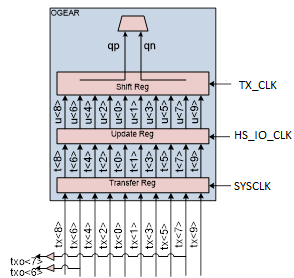 OGEAR
qp qn
Shift Reg
TX_CLK
u<8> u<6> u<4> u<2> u<0> u<1> u<3> u<5> u<7> u<9>
Update Reg
HS_IO_CLK
t<8> t<6> t<4> t<2> t<0> t<1> t<3> t<5> t<7> t<9>
Transfer Reg
SYSCLK
tx<8> tx<6> tx<4> tx<2> tx<0> tx<1> tx<3> tx<5> tx<7> tx<9>
txo<7>
txo<6>